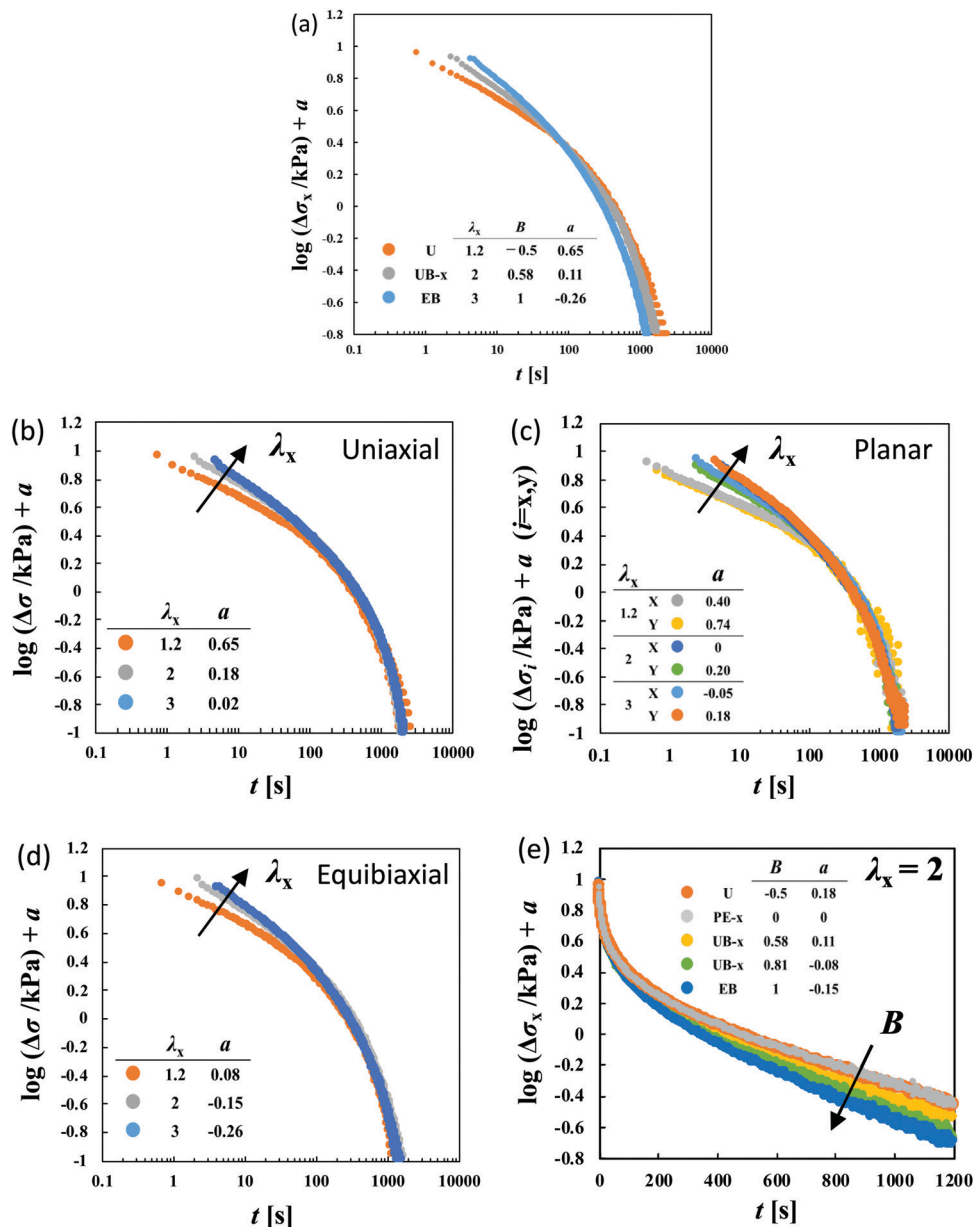 (a)
1.2
1
0.8
0.6
0.4
0.2
0
-0.2
-0.4
-0.6
-0.8
log (Δσx /kPa) + a
λx B a
U 1.2 −0.5 0.65
UB-x 2 0.58 0.11
EB 3 1 -0.26
0.1 1 10 100 1000 10000
t [s]
(b)
1.2
1
0.8
0.6
0.4
0.2
0
-0.2
-0.4
-0.6
-0.8
-1
log (Δσ /kPa) + a
λx
Uniaxial
λx a
1.2 0.65
2 0.18
3 0.02
0.1 1 10 100 1000 10000
t [s]
(c)
1.2
1
0.8
0.6
0.4
0.2
0
-0.2
-0.4
-0.6
-0.8
-1
log (Δσi /kPa) + a (i=x,y)
λx
Planar
λx a
1.2 X 0.40
Y 0.74
2 X 0
Y 0.20
3 X -0.05
Y 0.18
0.1 1 10 100 1000 10000
t [s]
(d)
1.2
1
0.8
0.6
0.4
0.2
0
-0.2
-0.4
-0.6
-0.8
-1
log (Δσ /kPa) + a
λx
Equibiaxial
λx a
1.2 0.08
2 -0.15
3 -0.26
0.1 1 10 100 1000 10000
t [s]
(e)
1.2
1
0.8
0.6
0.4
0.2
0
-0.2
-0.4
-0.6
-0.8
log (Δσx /kPa) + a
λx = 2
B a
U -0.5 0.18
PE-x 0 0
UB-x 0.58 0.11
UB-x 0.81 -0.08
EB 1 -0.15
B
0 200 400 600 800 1000 1200
t [s]